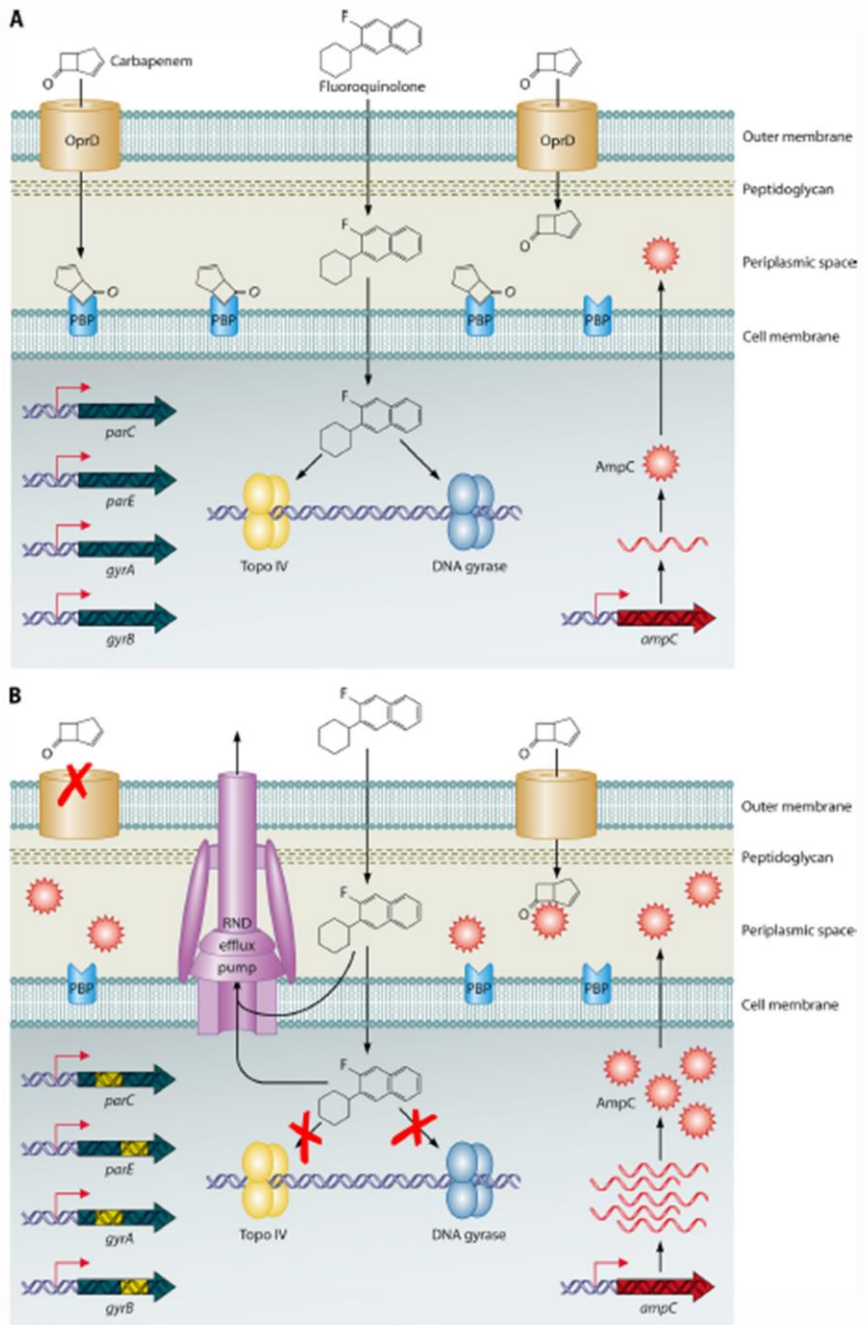 A
Carbapenem
O
OprD
F
Fluoroquinolone
O
OprD
Outer membrane
Peptidoglycan
F
O
Periplasmic space
O
PBP
O
PBP
O
PBP
PBP
Cell membrane
F
parC
parE
gyrA
gyrB
Topo IV
DNA gyrase
AmpC
ampC
B
O
F
O
Outer membrane
Peptidoglycan
RND
efflux
pump
F
O
Periplasmic space
PBP
PBP
PBP
Cell membrane
F
parC
parE
gyrA
gyrB
Topo IV
DNA gyrase
AmpC
ampC